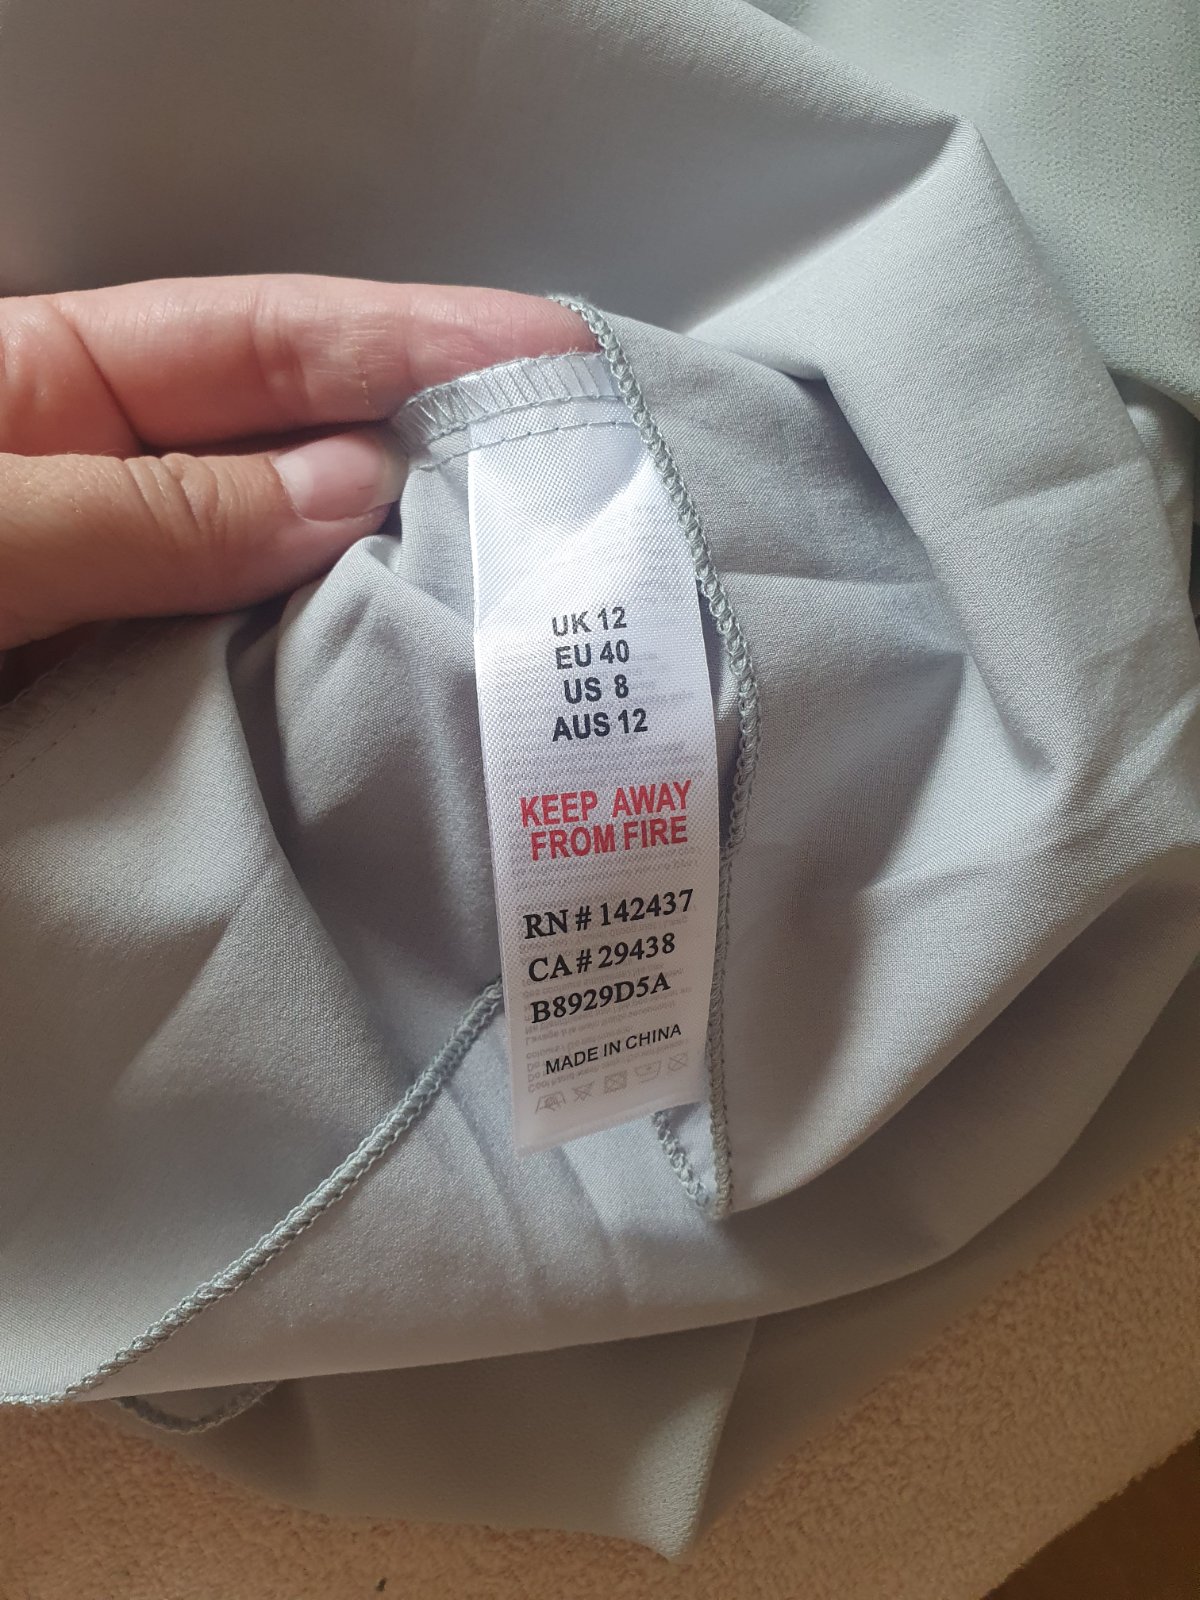 UK 12
EU 40
US 8
AUS 12
KEEP AWAY
FROM FIRE
RN # 142437
CA # 29438
B8929D5A
MADE IN CHINA